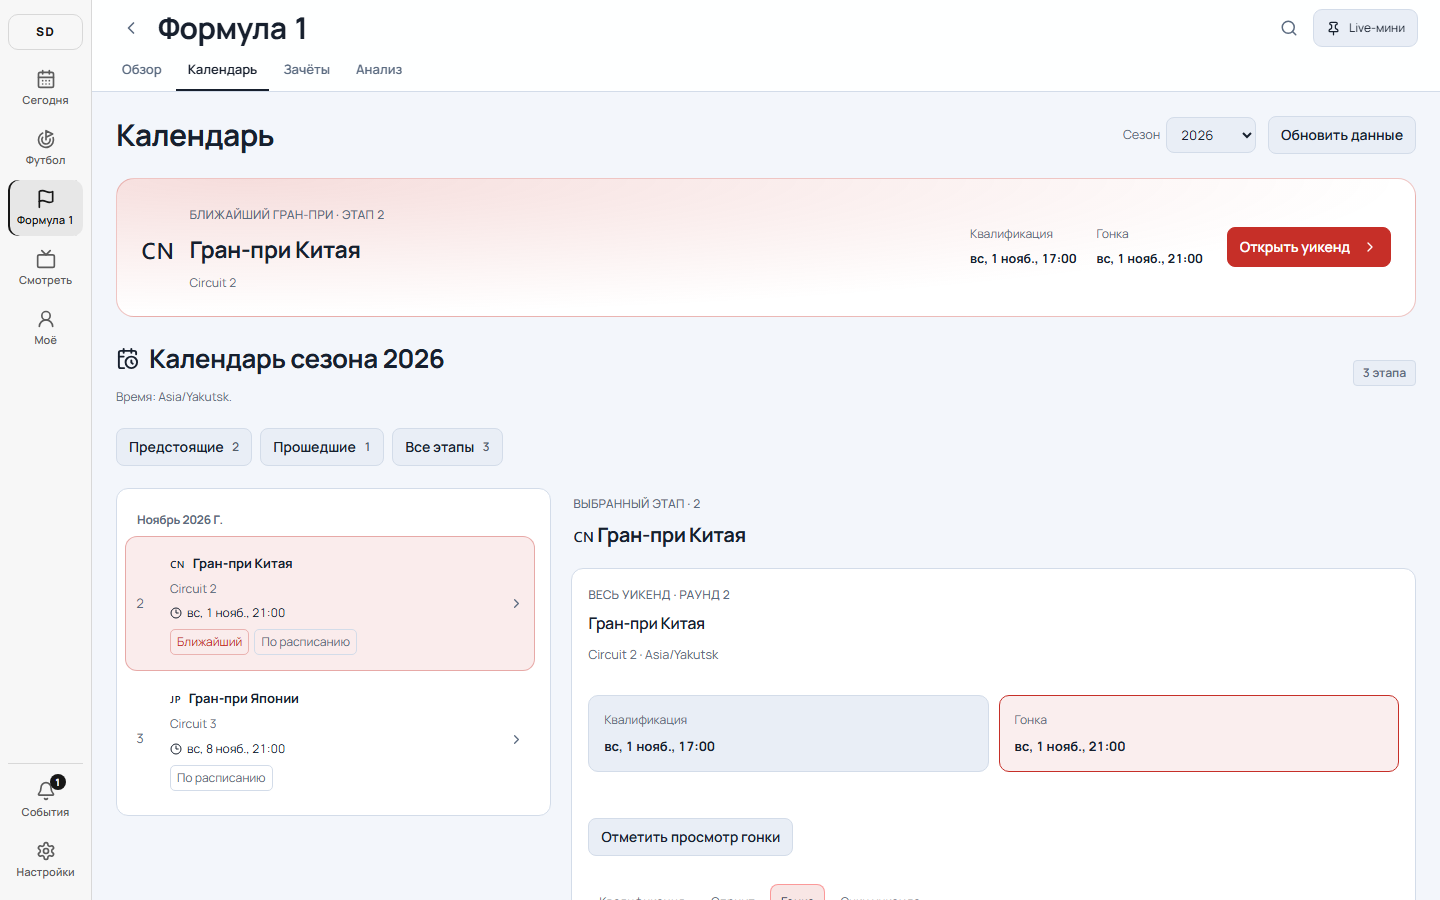 SD
Сегодня
Футбол
Формула 1
Смотреть
Моё
1
События
Настройки
Формула 1
Live-мини
Обзор
Календарь
Зачёты
Анализ
Календарь
Сезон
2026
Обновить данные
БЛИЖАЙШИЙ ГРАН-ПРИ · ЭТАП 2
CN Гран-при Китая
Circuit 2
Квалификация
вс, 1 нояб., 17:00
Гонка
вс, 1 нояб., 21:00
Открыть уикенд
Календарь сезона 2026
Время: Asia/Yakutsk.
3 этапа
Предстоящие 2
Прошедшие 1
Все этапы 3
Ноябрь 2026 Г.
2
CN Гран-при Китая
Circuit 2
вс, 1 нояб., 21:00
Ближайший
По расписанию
3
JP Гран-при Японии
Circuit 3
вс, 8 нояб., 21:00
По расписанию
ВЫБРАННЫЙ ЭТАП · 2
CN Гран-при Китая
ВЕСЬ УИКЕНД · РАУНД 2
Гран-при Китая
Circuit 2 · Asia/Yakutsk
Квалификация
вс, 1 нояб., 17:00
Гонка
вс, 1 нояб., 21:00
Отметить просмотр гонки